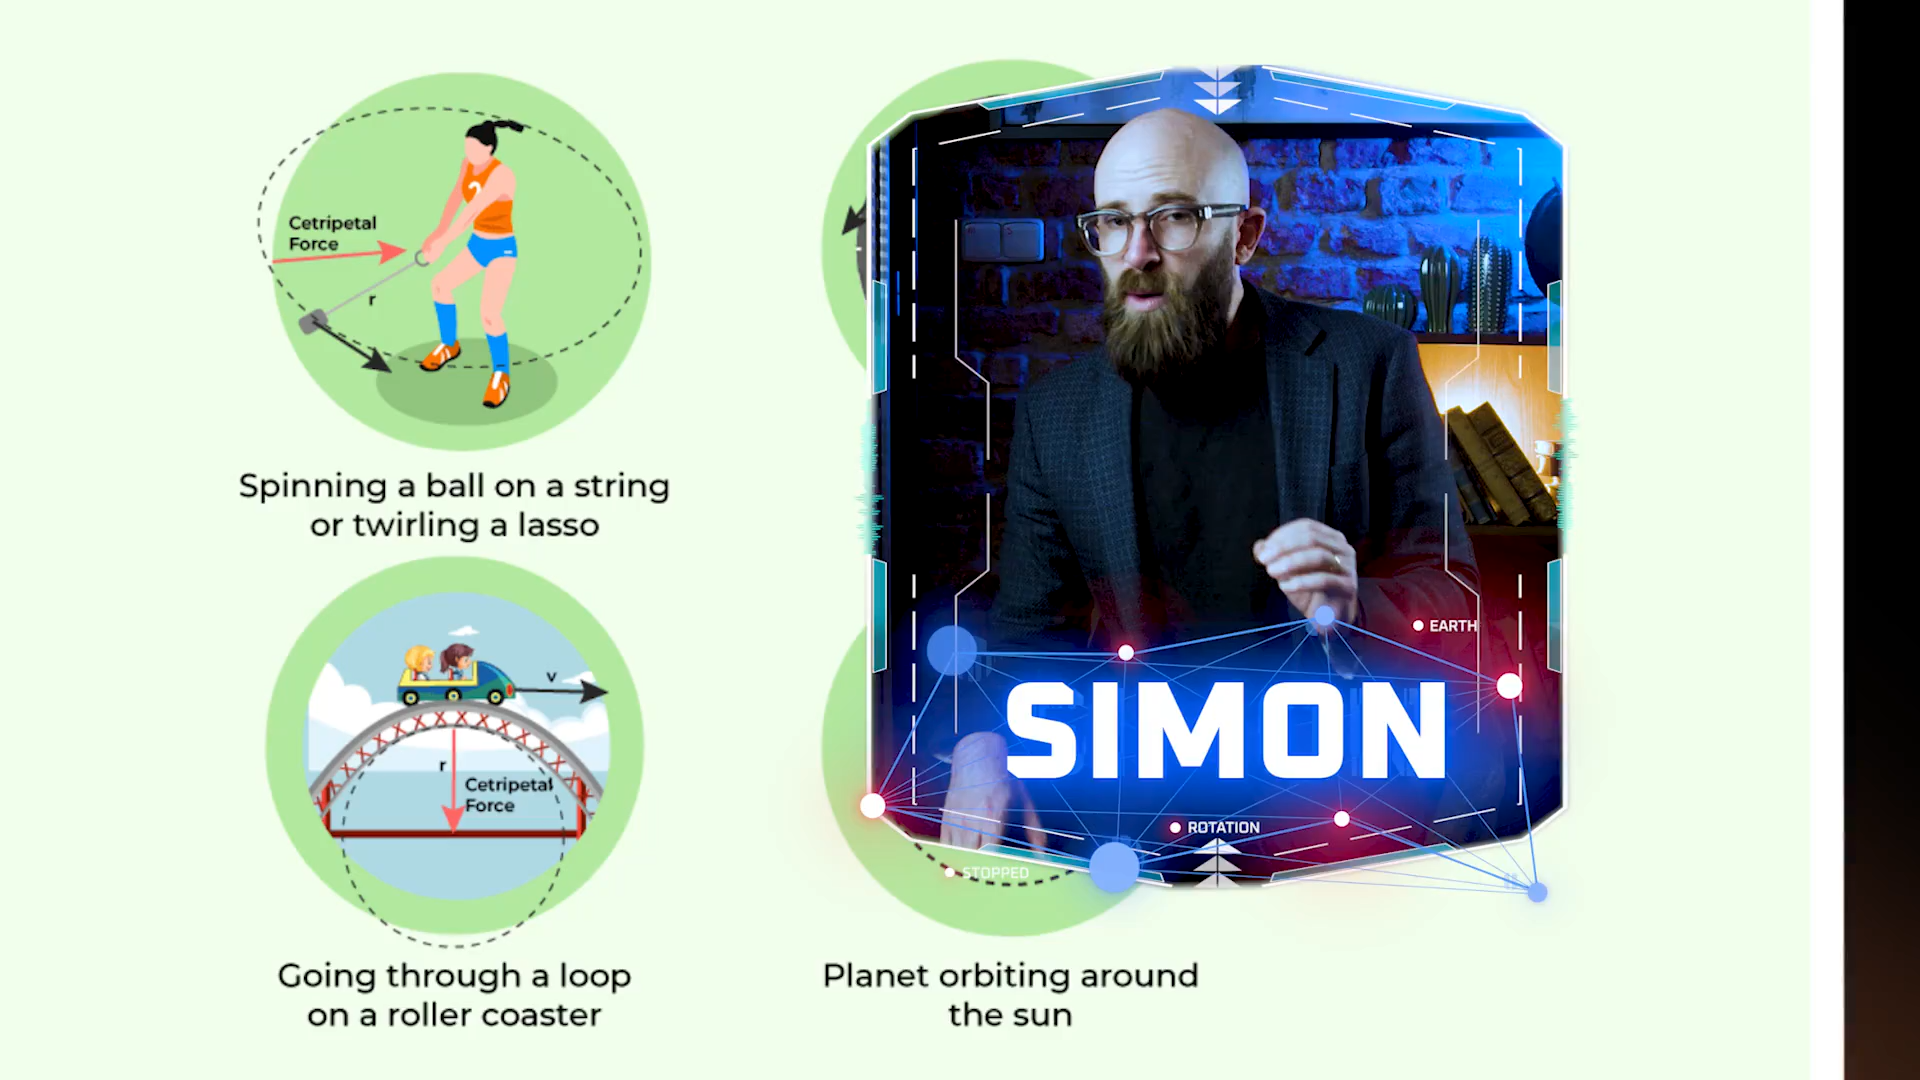 Cetripetal
Force
r
Spinning a ball on a string
or twirling a lasso
v
r
Cetripetal
Force
Going through a loop
on a roller coaster
EARTH
SIMON
ROTATION
STOPPED
Planet orbiting around
the sun